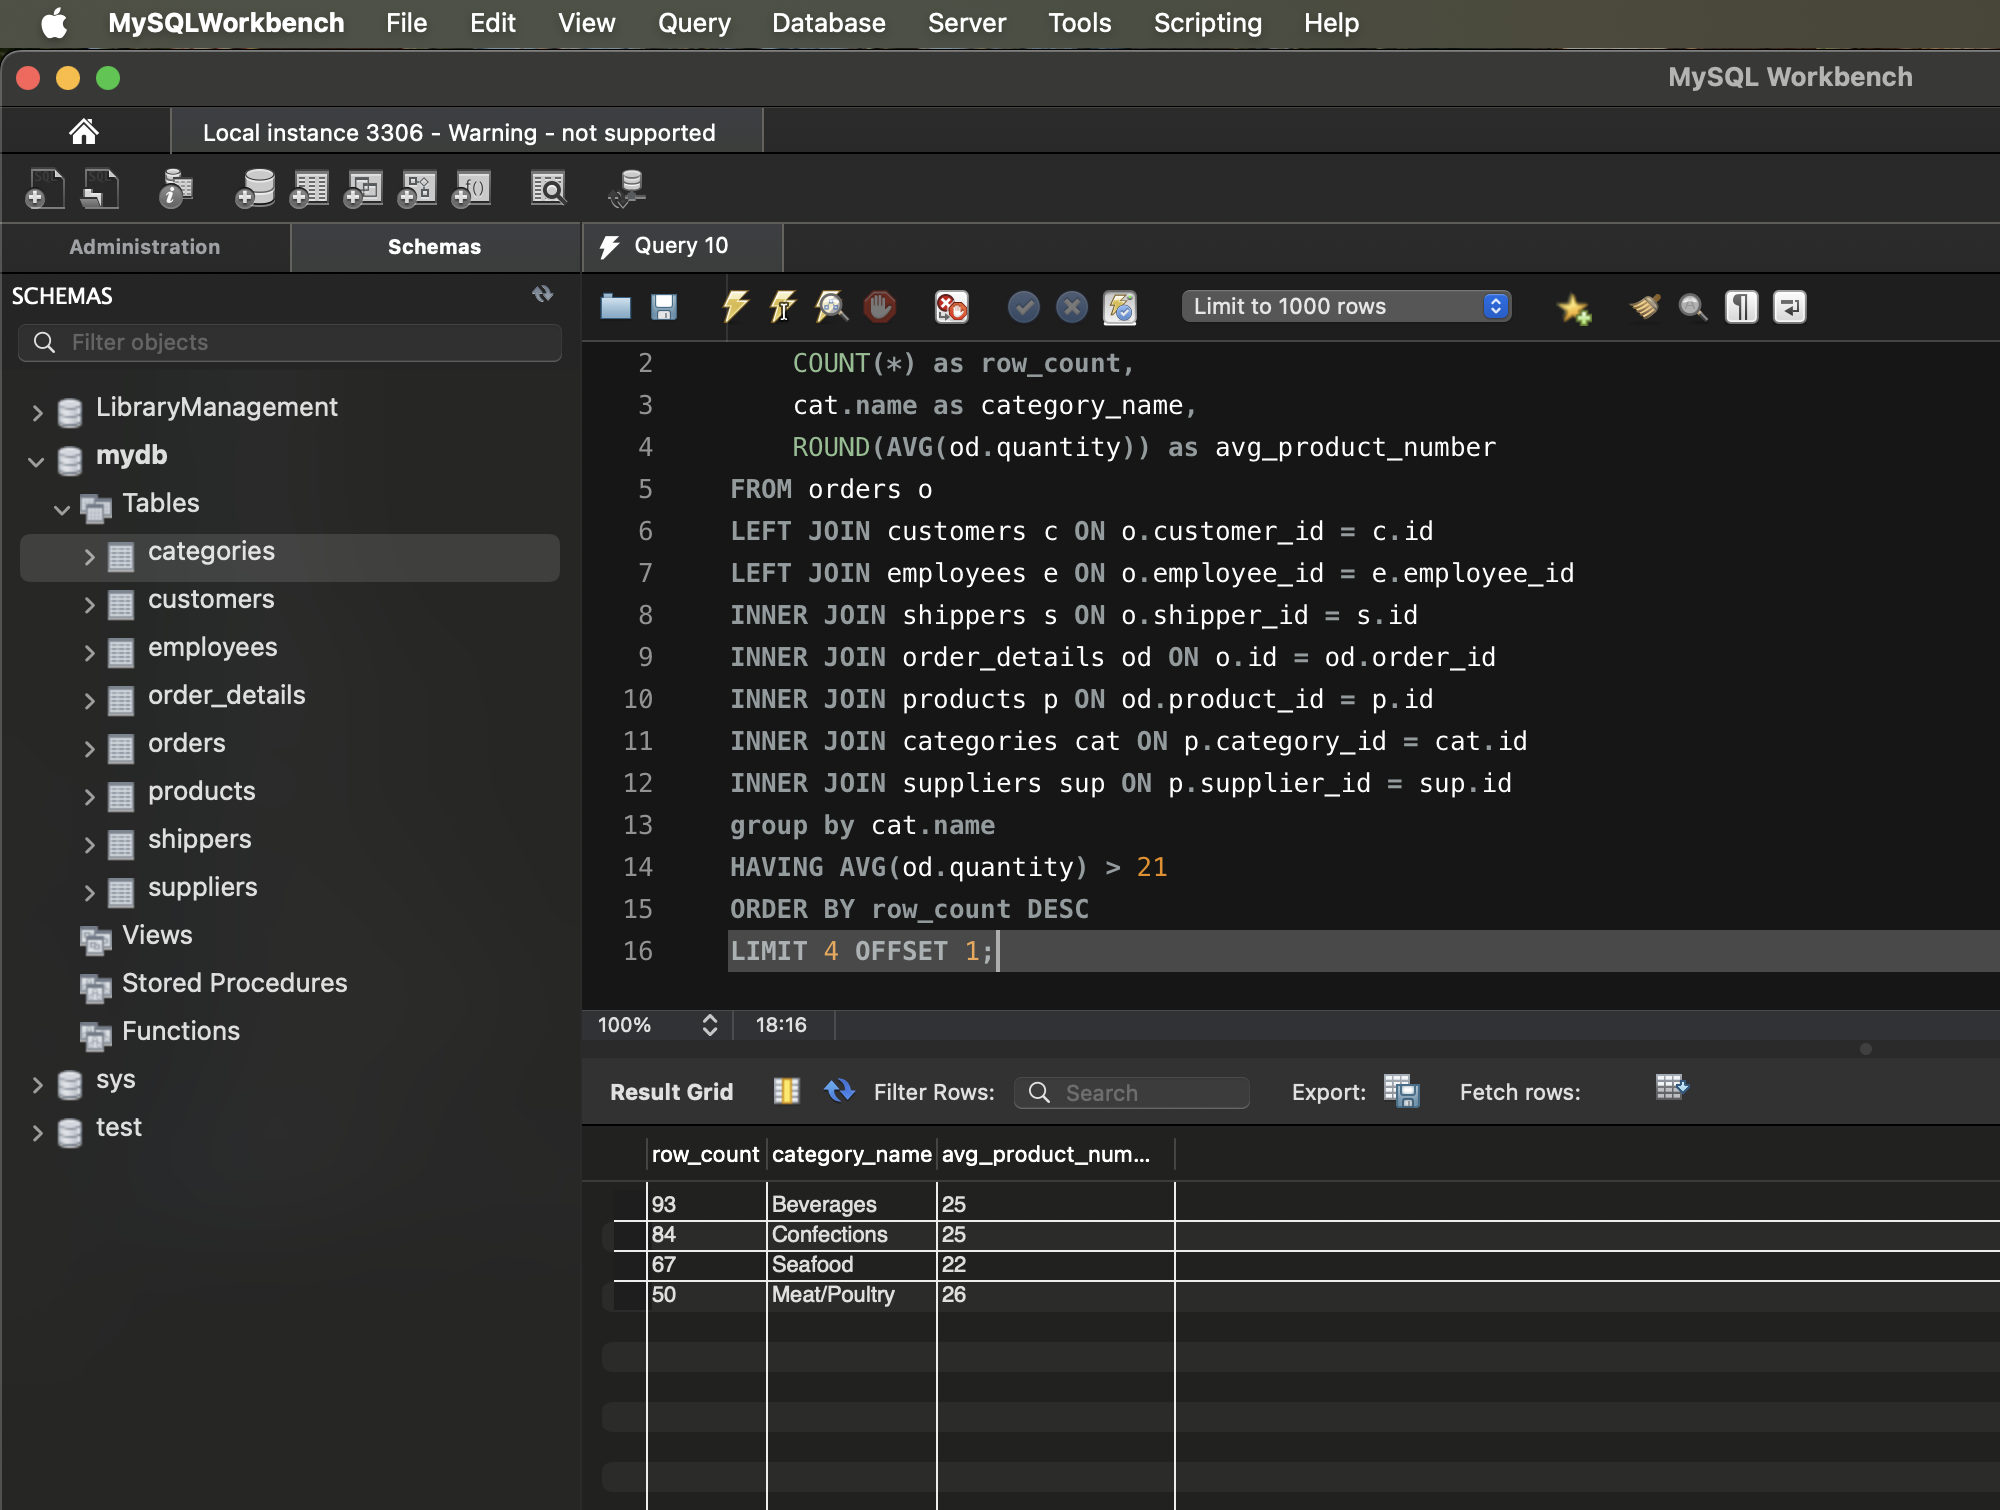 MySQLWorkbench File Edit View Query Database Server Tools Scripting Help
MySQL Workbench
Local instance 3306 - Warning - not supported
Administration Schemas
Query 10
SCHEMAS
Filter objects
LibraryManagement
mydb
Tables
categories
customers
employees
order_details
orders
products
shippers
suppliers
Views
Stored Procedures
Functions
sys
test
Limit to 1000 rows
2 COUNT(*) as row_count,
3 cat.name as category_name,
4 ROUND(AVG(od.quantity)) as avg_product_number
5 FROM orders o
6 LEFT JOIN customers c ON o.customer_id = c.id
7 LEFT JOIN employees e ON o.employee_id = e.employee_id
8 INNER JOIN shippers s ON o.shipper_id = s.id
9 INNER JOIN order_details od ON o.id = od.order_id
10 INNER JOIN products p ON od.product_id = p.id
11 INNER JOIN categories cat ON p.category_id = cat.id
12 INNER JOIN suppliers sup ON p.supplier_id = sup.id
13 group by cat.name
14 HAVING AVG(od.quantity) > 21
15 ORDER BY row_count DESC
16 LIMIT 4 OFFSET 1;
100% 18:16
Result Grid Filter Rows: Search Export: Fetch rows:
row_count category_name avg_product_num...
93 Beverages 25
84 Confections 25
67 Seafood 22
50 Meat/Poultry 26